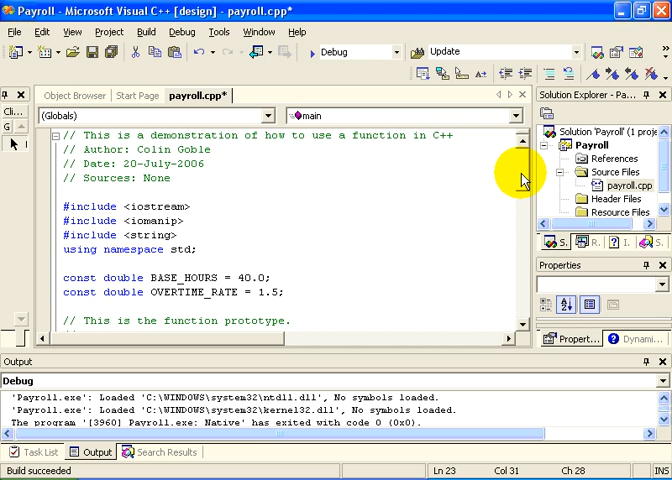 Payroll - Microsoft Visual C++ [design] - payroll.cpp*
File Edit View Project Build Debug Tools Window Help
Debug Update
Object Browser Start Page payroll.cpp*
(Globals) main
// This is a demonstration of how to use a function in C++
// Author: Colin Goble
// Date: 20-July-2006
// Sources: None
#include <iostream>
#include <iomanip>
#include <string>
using namespace std;
const double BASE_HOURS = 40.0;
const double OVERTIME_RATE = 1.5;
// This is the function prototype.
Cli...
G
Solution Explorer - Pa...
Solution 'Payroll' (1 proje
Payroll
References
Source Files
payroll.cpp
Header Files
Resource Files
S. R. I. S.
Properties
Propert... Dynami...
Output
Debug
'Payroll.exe': Loaded 'C:\WINDOWS\system32\ntdll.dll', No symbols loaded.
'Payroll.exe': Loaded 'C:\WINDOWS\system32\kernel32.dll', No symbols loaded.
The program '[3960] Payroll.exe: Native' has exited with code 0 (0x0).
Task List Output Search Results
Build succeeded Ln 23 Col 31 Ch 28 INS